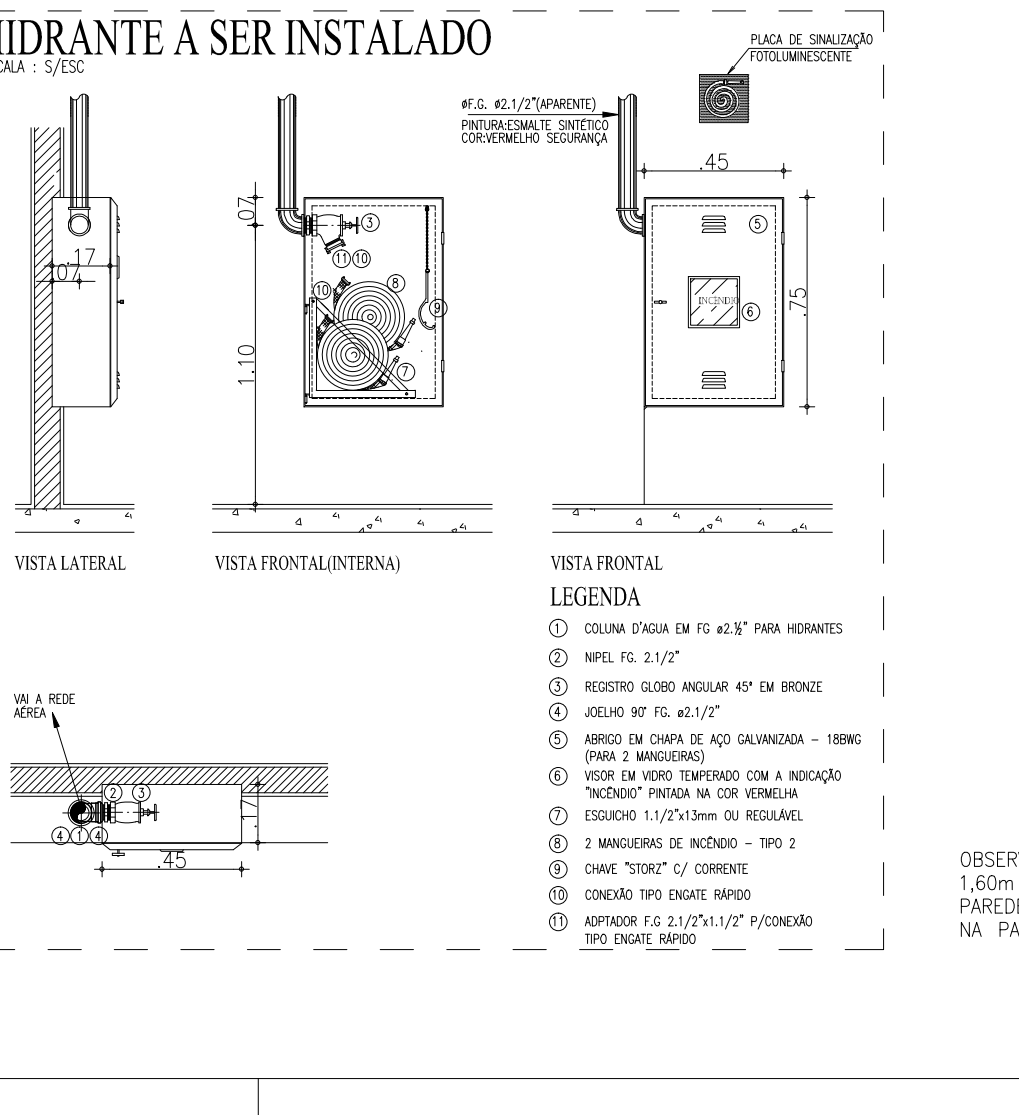 HIDRANTE A SER INSTALADO
CALA : S/ESC
PLACA DE SINALIZAÇÃO
FOTOLUMINESCENTE
øF.G. ø2.1/2"(APARENTE)
PINTURA:ESMALTE SINTÉTICO
COR:VERMELHO SEGURANÇA
.45
.07
3
5
11 10
.17
.07
10
8
9
INCENDIO
6
.75
1.10
7
VISTA LATERAL
VISTA FRONTAL(INTERNA)
VISTA FRONTAL
LEGENDA
1 COLUNA D'AGUA EM FG ø2.½" PARA HIDRANTES
2 NIPEL FG. 2.1/2"
3 REGISTRO GLOBO ANGULAR 45° EM BRONZE
4 JOELHO 90° FG. ø2.1/2"
5 ABRIGO EM CHAPA DE AÇO GALVANIZADA – 18BWG
(PARA 2 MANGUEIRAS)
6 VISOR EM VIDRO TEMPERADO COM A INDICAÇÃO
"INCÊNDIO" PINTADA NA COR VERMELHA
7 ESGUICHO 1.1/2"x13mm OU REGULÁVEL
8 2 MANGUEIRAS DE INCÊNDIO – TIPO 2
9 CHAVE "STORZ" C/ CORRENTE
10 CONEXÃO TIPO ENGATE RÁPIDO
11 ADPTADOR F.G 2.1/2"x1.1/2" P/CONEXÃO
TIPO ENGATE RÁPIDO
VAI A REDE
AÉREA
2 3
.17
4 1 4
.45
OBSER
1,60m
PAREDE
NA PA